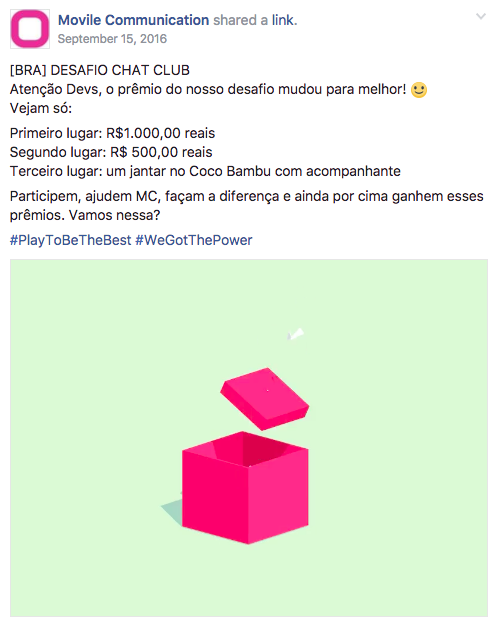 Movile Communication shared a link.
September 15, 2016
[BRA] DESAFIO CHAT CLUB
Atenção Devs, o prêmio do nosso desafio mudou para melhor! 🙂
Vejam só:
Primeiro lugar: R$1.000,00 reais
Segundo lugar: R$ 500,00 reais
Terceiro lugar: um jantar no Coco Bambu com acompanhante
Participem, ajudem MC, façam a diferença e ainda por cima ganhem esses
prêmios. Vamos nessa?
#PlayToBeTheBest #WeGotThePower